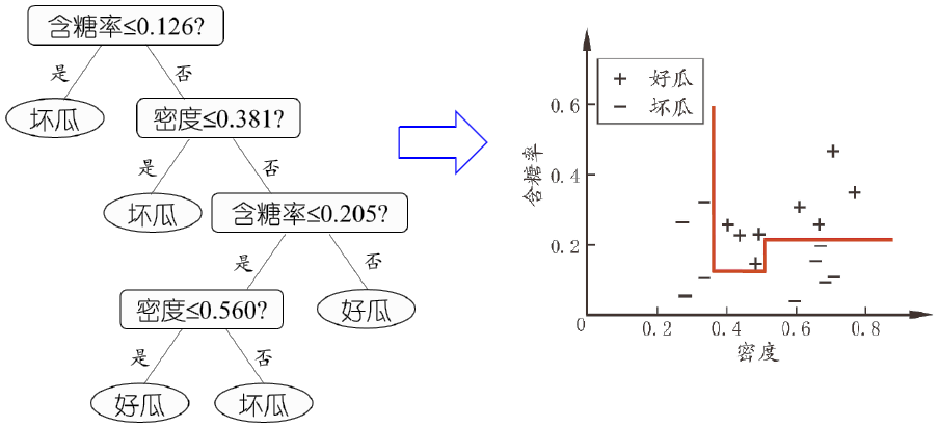 含糖率≤0.126?
是
否
坏瓜
密度≤0.381?
是
否
坏瓜
含糖率≤0.205?
是
否
密度≤0.560?
好瓜
是
否
好瓜
坏瓜
+ 好瓜
− 坏瓜
含糖率
0.6
0.4
0.2
0
0.2
0.4
0.6
0.8
密度